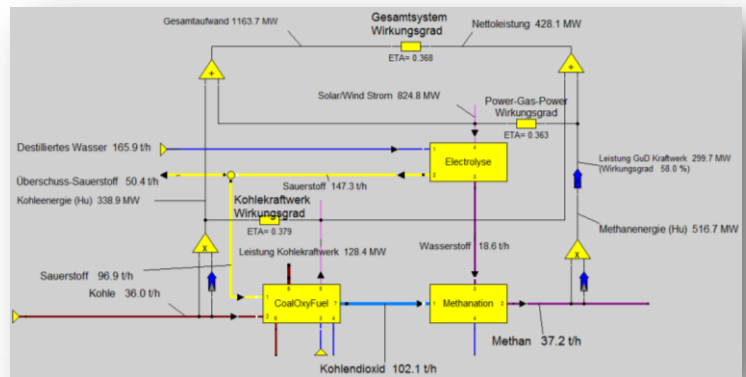 Gesamtaufwand 1163.7 MW
Gesamtsystem
Wirkungsgrad
Nettoleistung 428.1 MW
+
+
ETA= 0.368
Solar/Wind Strom 824.8 MW
Power-Gas-Power
Wirkungsgrad
ETA= 0.363
Destilliertes Wasser 165.9 t/h
Elektrolyse
Leistung GuD Kraftwerk 299.7 MW
(Wirkungsgrad 58.0 %)
Überschuss-Sauerstoff 50.4 t/h
Sauerstoff 147.3 t/h
Kohleenergie (Hu) 338.9 MW
Kohlekraftwerk
Wirkungsgrad
ETA= 0.379
Methanenergie (Hu) 516.7 MW
Wasserstoff 18.6 t/h
Leistung Kohlekraftwerk 128.4 MW
X
X
Sauerstoff 96.9 t/h
Kohle 36.0 t/h
CoalOxyFuel
Methanation
Methan 37.2 t/h
Kohlendioxid 102.1 t/h